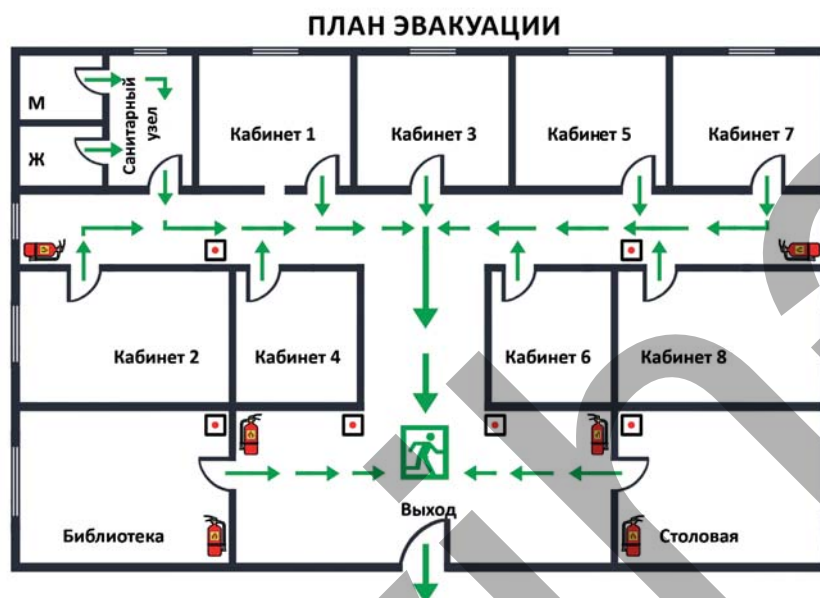 ПЛАН ЭВАКУАЦИИ
М
Ж
Санитарный
узел
Кабинет 1
Кабинет 3
Кабинет 5
Кабинет 7
Кабинет 2
Кабинет 4
Кабинет 6
Кабинет 8
Выход
Библиотека
Столовая